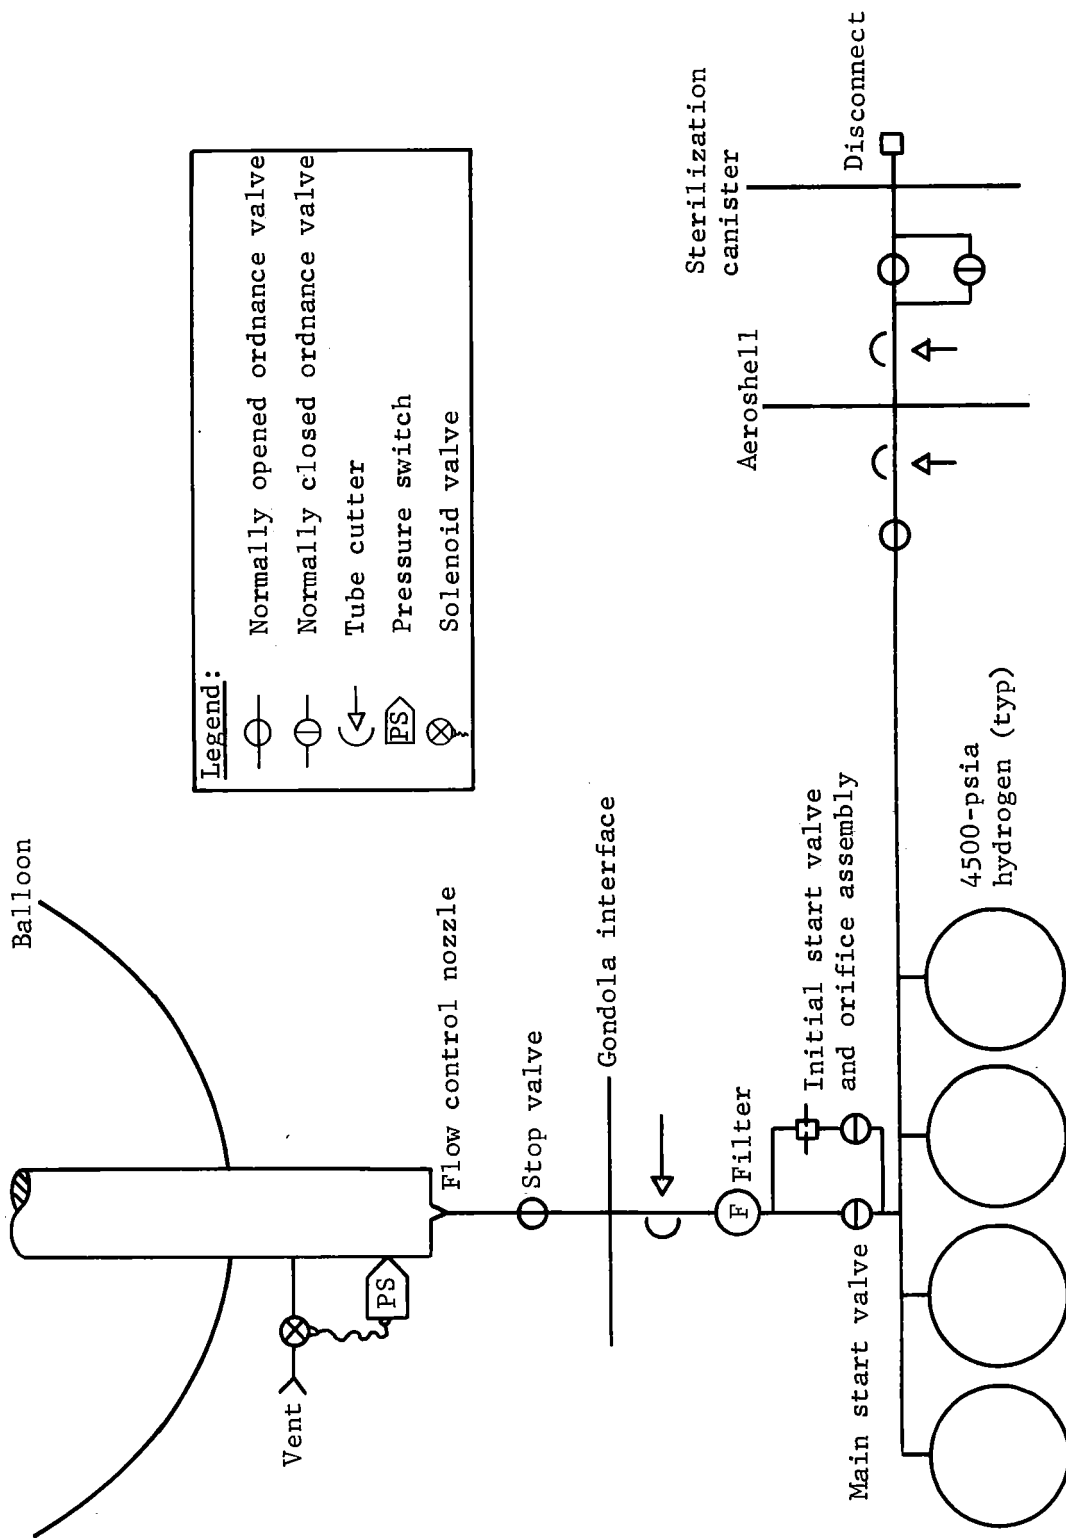 Balloon
Vent
PS
Flow control nozzle
Stop valve
Gondola interface
F
Filter
Initial start valve
and orifice assembly
Main start valve
4500-psia
hydrogen (typ)
Legend:
Normally opened ordnance valve
Normally closed ordnance valve
Tube cutter
PS
Pressure switch
Solenoid valve
Aeroshell
Sterilization
canister
Disconnect